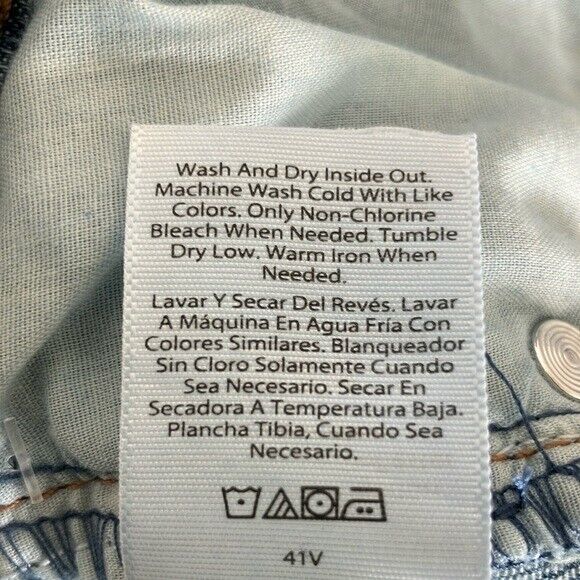 Wash And Dry Inside Out.
Machine Wash Cold With Like
Colors. Only Non-Chlorine
Bleach When Needed. Tumble
Dry Low. Warm Iron When
Needed.
Lavar Y Secar Del Revés. Lavar
A Máquina En Agua Fría Con
Colores Similares. Blanqueador
Sin Cloro Solamente Cuando
Sea Necesario. Secar En
Secadora A Temperatura Baja.
Plancha Tibia, Cuando Sea
Necesario.
41V